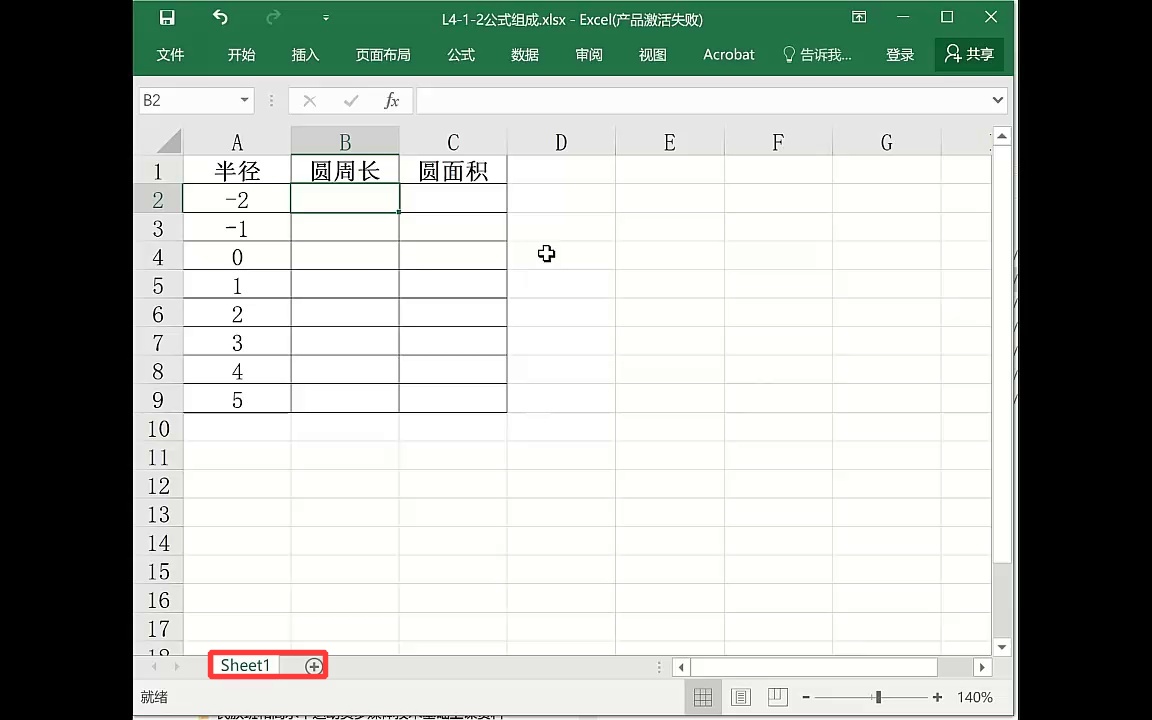 L4-1-2公式组成.xlsx - Excel(产品激活失败)
文件 开始 插入 页面布局 公式 数据 审阅 视图 Acrobat 告诉我... 登录 共享
B2 fx
A B C D E F G
1 半径 圆周长 圆面积
2 -2
3 -1
4 0
5 1
6 2
7 3
8 4
9 5
10
11
12
13
14
15
16
17
18
Sheet1
就绪 140%